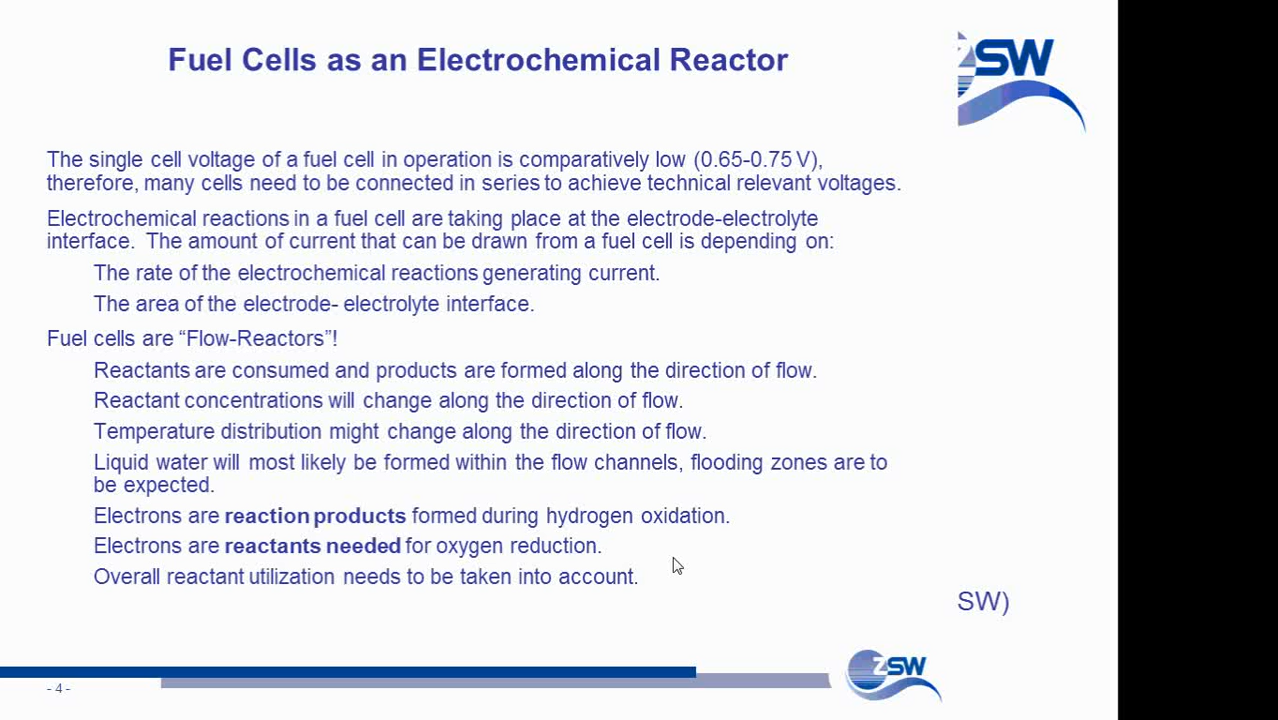 Fuel Cells as an Electrochemical Reactor
ZSW
The single cell voltage of a fuel cell in operation is comparatively low (0.65-0.75 V),
therefore, many cells need to be connected in series to achieve technical relevant voltages.
Electrochemical reactions in a fuel cell are taking place at the electrode-electrolyte
interface. The amount of current that can be drawn from a fuel cell is depending on:
The rate of the electrochemical reactions generating current.
The area of the electrode- electrolyte interface.
Fuel cells are “Flow-Reactors”!
Reactants are consumed and products are formed along the direction of flow.
Reactant concentrations will change along the direction of flow.
Temperature distribution might change along the direction of flow.
Liquid water will most likely be formed within the flow channels, flooding zones are to
be expected.
Electrons are reaction products formed during hydrogen oxidation.
Electrons are reactants needed for oxygen reduction.
Overall reactant utilization needs to be taken into account.
SW)
- 4 -
ZSW